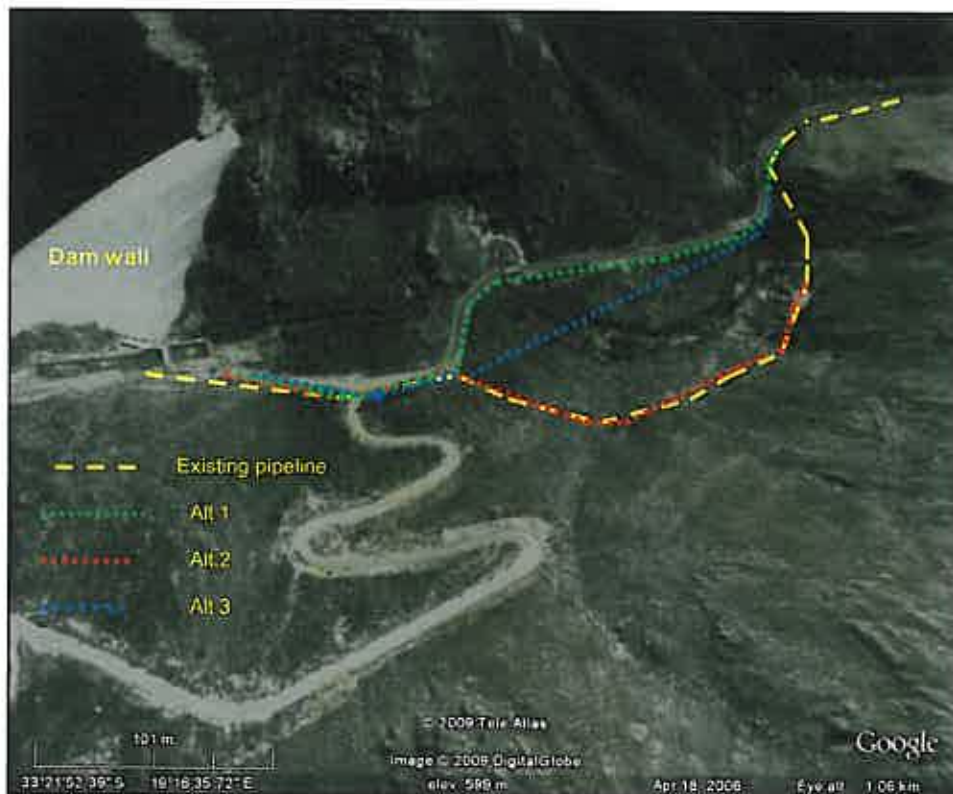 Dam wall
Existing pipeline
Alt 1
Alt 2
Alt 3
© 2009 Tele Atlas
101 m
Image © 2009 DigitalGlobe
Google
33°21'52.39" S 19°16'35.72" E elev. 599 m Apr 18, 2006 Eye alt 1.06 km